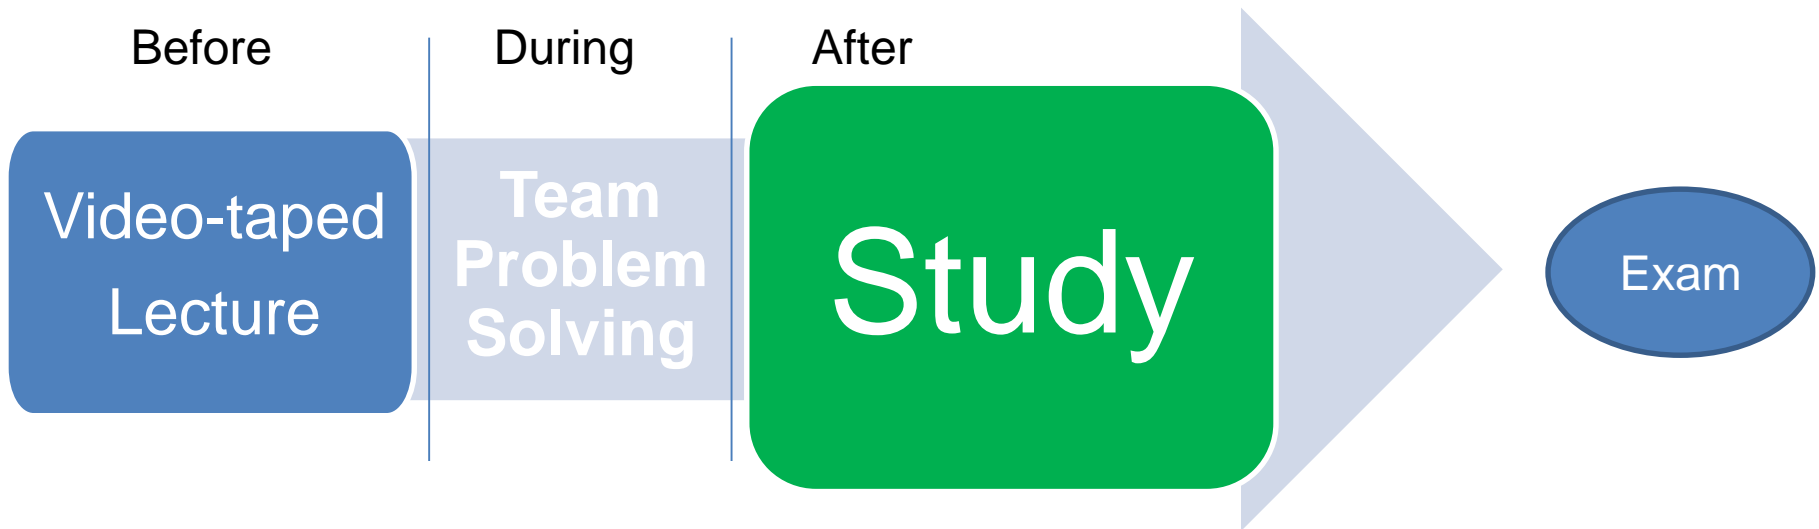 Before
During
After
Video-taped
Lecture
Team
Problem
Solving
Study
Exam